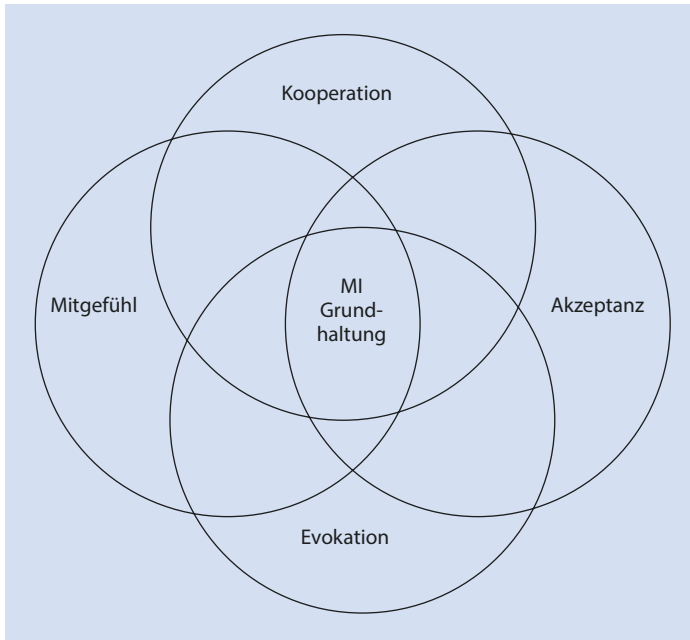 Kooperation
Mitgefühl
MI
Grund-
haltung
Akzeptanz
Evokation